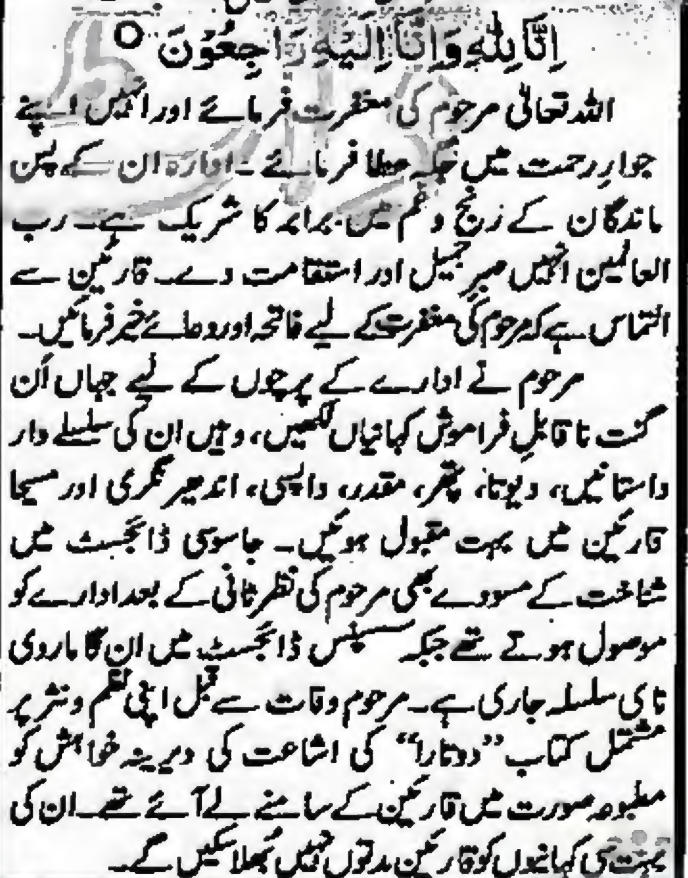 اِنَّا لِلّٰہِ وَاِنَّا اِلَیْہِ رَاجِعُوْنَ ۝
اللہ تعالیٰ مرحوم کی مغفرت فرمائے اور انہیں اپنے
جوارِ رحمت میں جگہ عطا فرمائے ۔ ادارہ ان کے پس
ماندگان کے رنج و غم میں برابر کا شریک ہے۔ رب
العالمین انہیں صبرِ جمیل اور استقامت دے۔ قارئین سے
التماس ہے کہ مرحوم کی مغفرت کے لیے فاتحہ اور دعائے خیر فرمائیں۔
مرحوم نے ادارے کے پرچوں کے لیے جہاں اَن
گنت ناقابلِ فراموش کہانیاں لکھیں، وہیں ان کی سلسلے وار
داستانیں، دیوتا، پتھر، مقدر، واپسی، اندھیر نگری اور مسیحا
قارئین میں بہت مقبول ہوئیں۔ جاسوسی ڈائجسٹ میں
شناخت کے مسودے بھی مرحوم کی نظرِ ثانی کے بعد ادارے کو
موصول ہوتے تھے جبکہ سسپنس ڈائجسٹ میں ان کا ماروی
نامی سلسلہ جاری ہے۔ مرحوم وفات سے قبل اپنی نظم و نثر پر
مشتمل کتاب ”دوتارا“ کی اشاعت کی دیرینہ خواہش کو
مطبوعہ صورت میں قارئین کے سامنے لے آئے تھے۔ ان کی
بہت سی کہانیوں کو قارئین مدتوں نہیں بھلا سکیں گے۔